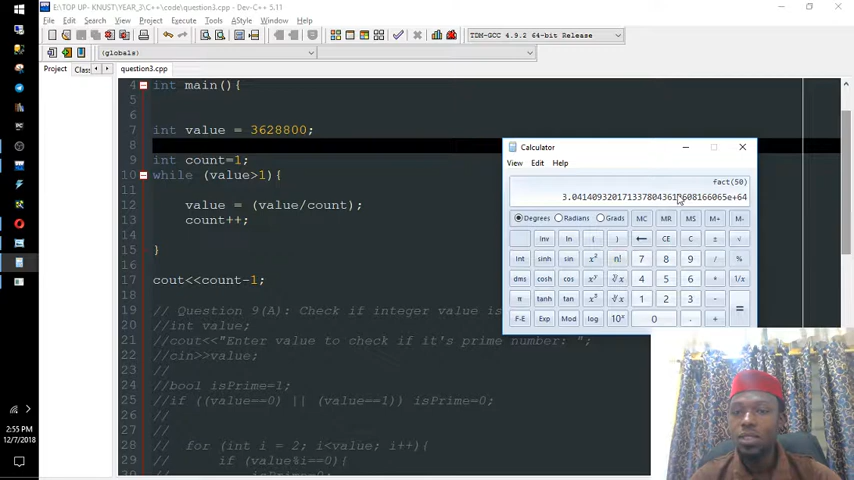 E:\TOP UP- KNUST\YEAR_3\C++\code\question3.cpp - Dev-C++ 5.11
File Edit Search View Project Execute Tools AStyle Window Help
TDM-GCC 4.9.2 64-bit Release
(globals)
Project Class question3.cpp
4 int main(){
5
6
7 int value = 3628800;
8
9 int count=1;
10 while (value>1){
11
12 value = (value/count);
13 count++;
14
15 }
16
17 cout<<count-1;
18
19 // Question 9(A): Check if integer value is
20 //int value;
21 //cout<<"Enter value to check if it's prime number: ";
22 //cin>>value;
23 //
24 //bool isPrime=1;
25 //if ((value==0) || (value==1)) isPrime=0;
26 //
27 //
28 // for (int i = 2; i<value; i++){
29 // if (value%i==0){
Calculator
View Edit Help
fact(50)
Degrees Radians Grads MC MR MS M+ M-
Inv ln ( ) ← CE C ± √
Int sinh sin x² n! 7 8 9 / %
dms cosh cos xʸ ʸ√x 4 5 6 * 1/x
π tanh tan x³ ³√x 1 2 3 - =
F-E Exp Mod log 10ˣ 0 . +
2:55 PM
12/7/2018